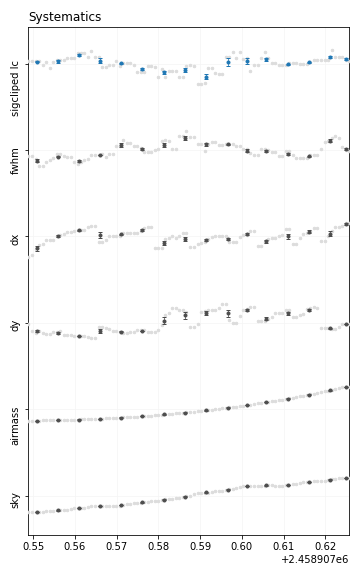 Systematics
sigcliped lc
fwhm
dx
dy
airmass
sky
0.55 0.56 0.57 0.58 0.59 0.60 0.61 0.62
+2.458907e6